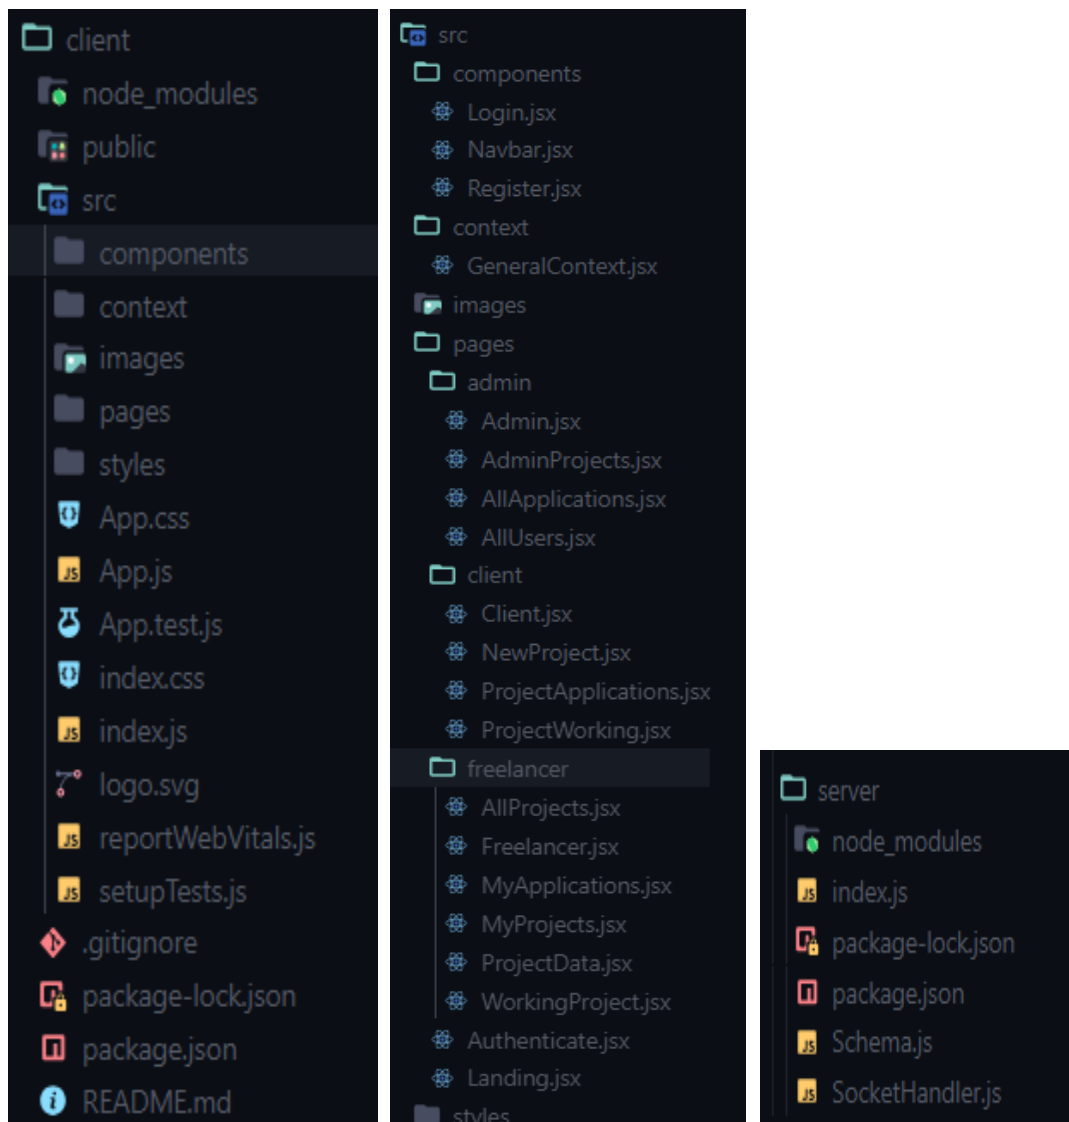 client
node_modules
public
src
components
context
images
pages
styles
App.css
App.js
App.test.js
index.css
index.js
logo.svg
reportWebVitals.js
setupTests.js
.gitignore
package-lock.json
package.json
README.md
src
components
Login.jsx
Navbar.jsx
Register.jsx
context
GeneralContext.jsx
images
pages
admin
Admin.jsx
AdminProjects.jsx
AllApplications.jsx
AllUsers.jsx
client
Client.jsx
NewProject.jsx
ProjectApplications.jsx
ProjectWorking.jsx
freelancer
AllProjects.jsx
Freelancer.jsx
MyApplications.jsx
MyProjects.jsx
ProjectData.jsx
WorkingProject.jsx
Authenticate.jsx
Landing.jsx
styles
server
node_modules
index.js
package-lock.json
package.json
Schema.js
SocketHandler.js